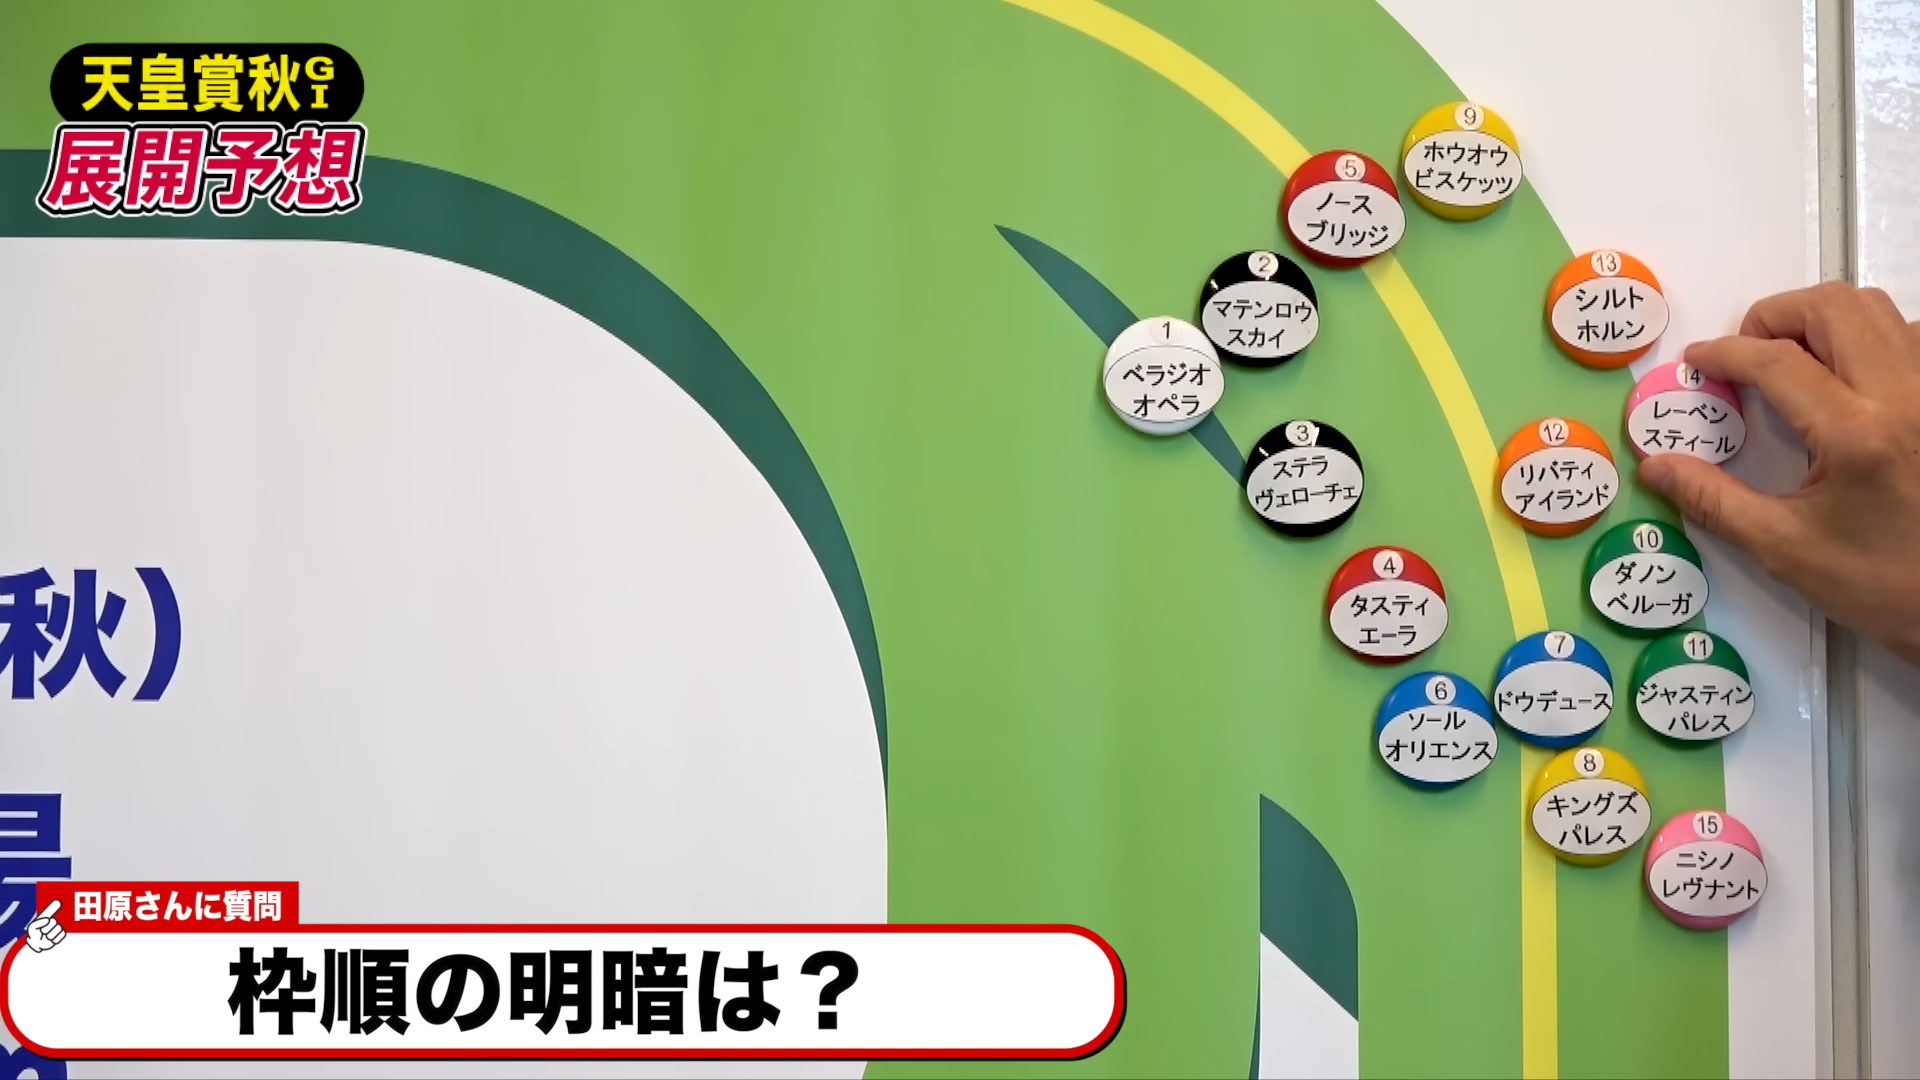 天皇賞秋GI
展開予想
9
ホウオウ
ビスケッツ
5
ノース
ブリッジ
2
マテンロウ
スカイ
13
シルト
ホルン
1
ベラジオ
オペラ
14
レーベン
スティール
3
ステラ
ヴェローチェ
12
リバティ
アイランド
10
ダノン
ベルーガ
4
タスティ
エーラ
7
ドウデュース
11
ジャスティン
パレス
6
ソール
オリエンス
8
キングズ
パレス
15
ニシノ
レヴナント
秋)
田原さんに質問
枠順の明暗は？